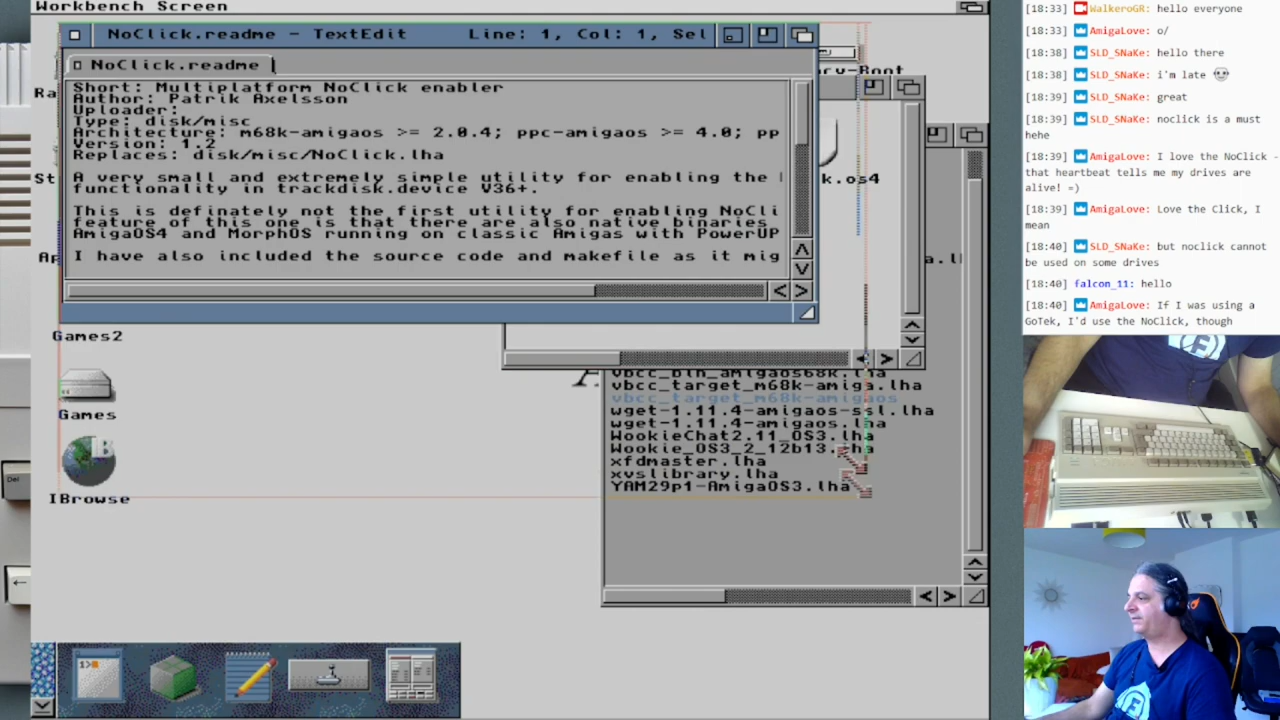 Workbench Screen
NoClick.readme - TextEdit Line: 1, Col: 1, Sel
NoClick.readme
Short: Multiplatform NoClick enabler
Author: Patrik Axelsson
Uploader:
Type: disk/misc
Architecture: m68k-amigaos >= 2.0.4; ppc-amigaos >= 4.0; pp
Version: 1.2
Replaces: disk/misc/NoClick.lha
A very small and extremely simple utility for enabling the
functionality in trackdisk.device V36+.
This is definately not the first utility for enabling NoCli
feature of this one is that there are also native binaries
AmigaOS4 and MorphOS running on classic Amigas with PowerUP
I have also included the source code and makefile as it mig
Ra
St
Ap
k.os4
a.l
Games2
Games
IBrowse
vbcc_target_m68k-amiga.lha
vbcc_target_m68k-amigaos
wget-1.11.4-amigaos-ssl.lha
wget-1.11.4-amigaos.lha
WookieChat2.11_OS3.lha
Wookie_OS3_2_12b13.lha
xfdmaster.lha
xvslibrary.lha
YAM29p1-AmigaOS3.lha
1>
[18:33] WalkeroGR: hello everyone
[18:33] AmigaLove: o/
[18:38] SLD_SNaKe: hello there
[18:38] SLD_SNaKe: i'm late
[18:39] SLD_SNaKe: great
[18:39] SLD_SNaKe: noclick is a must
hehe
[18:39] AmigaLove: I love the NoClick -
that heartbeat tells me my drives are
alive! =)
[18:39] AmigaLove: Love the Click, I
mean
[18:40] SLD_SNaKe: but noclick cannot
be used on some drives
[18:40] falcon_11: hello
[18:40] AmigaLove: If I was using a
GoTek, I'd use the NoClick, though
Del